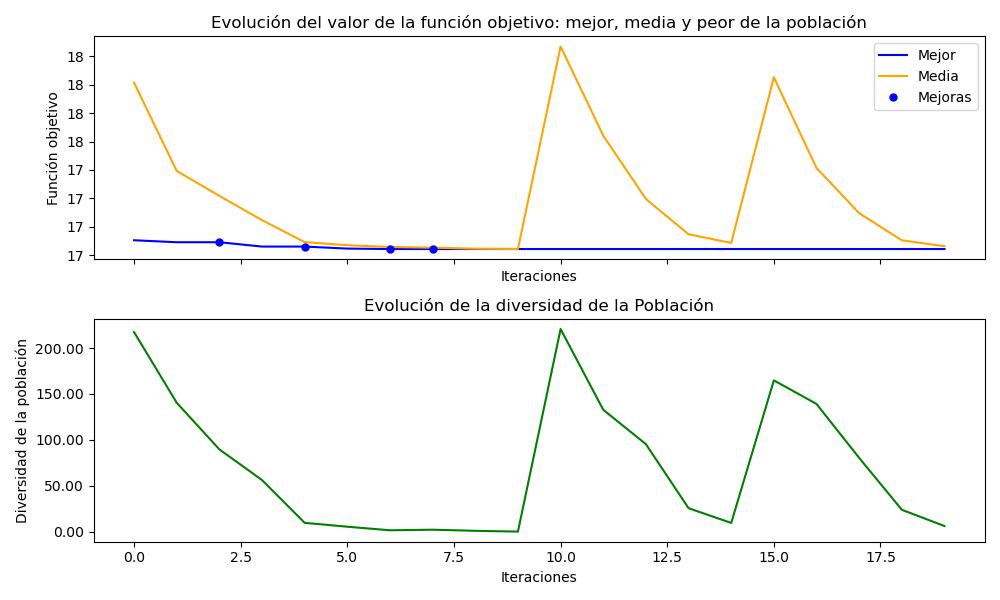 Evolución del valor de la función objetivo: mejor, media y peor de la población
18
18
18
18
17
17
17
17
Función objetivo
Mejor
Media
Mejoras
Iteraciones
Evolución de la diversidad de la Población
200.00
150.00
100.00
50.00
0.00
Diversidad de la población
0.0 2.5 5.0 7.5 10.0 12.5 15.0 17.5
Iteraciones